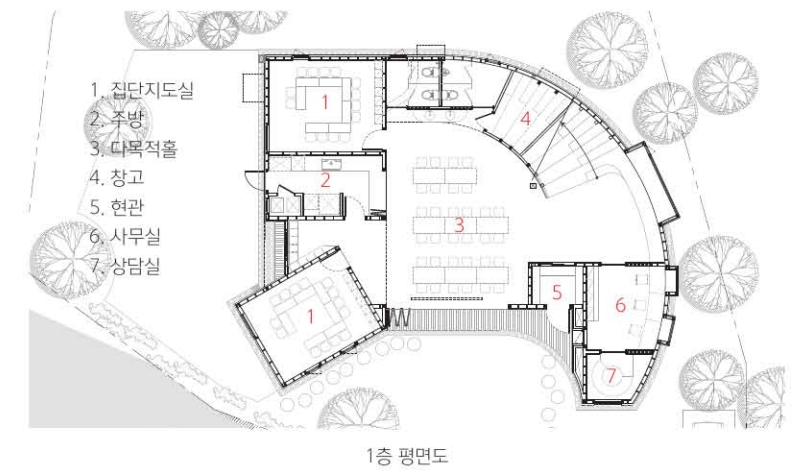 1. 집단지도실
2. 주방
3. 다목적홀
4. 창고
5. 현관
6. 사무실
7. 상담실
1
4
2
3
5
6
1
7
1층 평면도